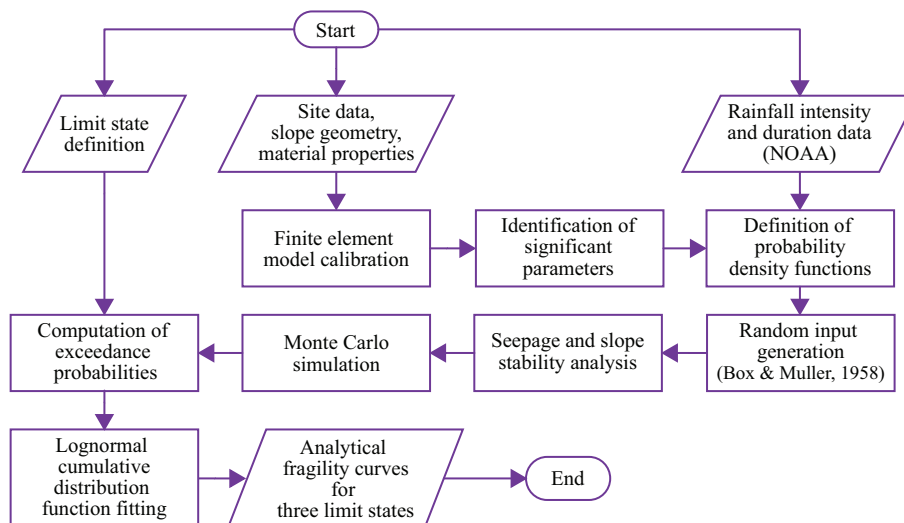 Start
Limit state
definition
Site data,
slope geometry,
material properties
Rainfall intensity
and duration data
(NOAA)
Finite element
model calibration
Identification of
significant
parameters
Definition of
probability
density functions
Computation of
exceedance
probabilities
Monte Carlo
simulation
Seepage and slope
stability analysis
Random input
generation
(Box & Muller, 1958)
Lognormal
cumulative
distribution
function fitting
Analytical
fragility curves
for
three limit states
End